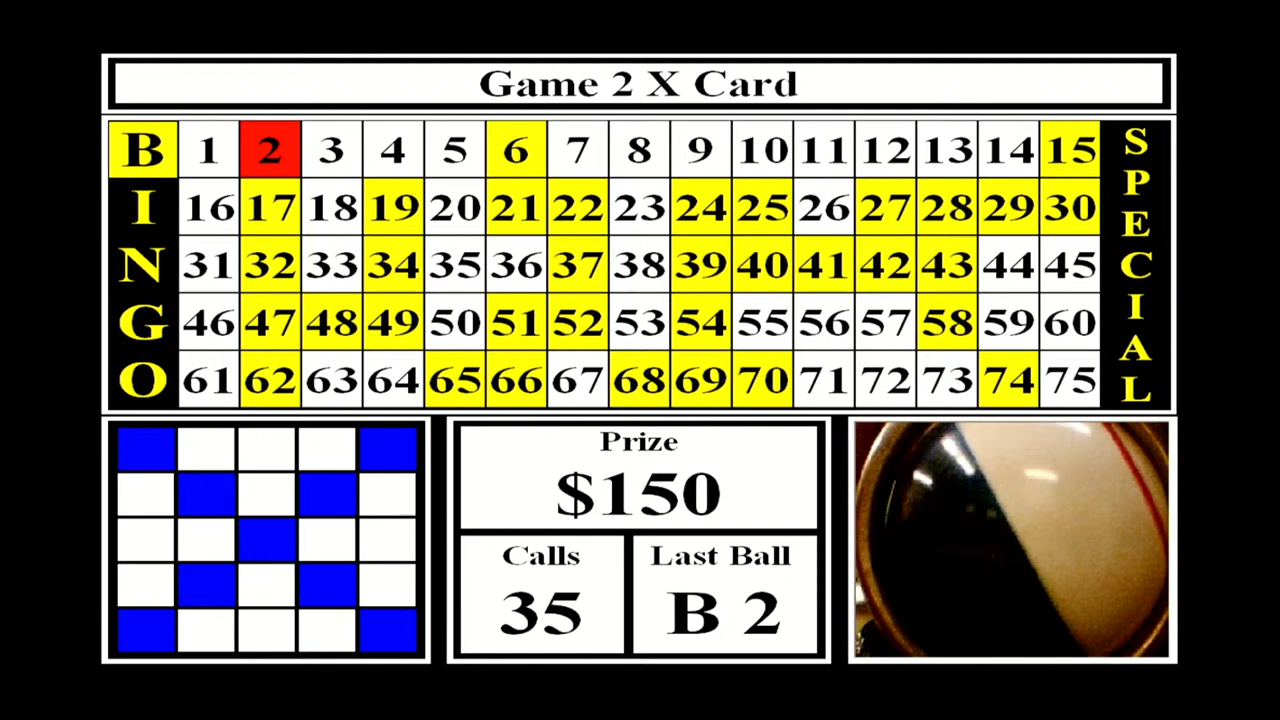 Game 2 X Card
B 1 2 3 4 5 6 7 8 9 10 11 12 13 14 15
I 16 17 18 19 20 21 22 23 24 25 26 27 28 29 30
N 31 32 33 34 35 36 37 38 39 40 41 42 43 44 45
G 46 47 48 49 50 51 52 53 54 55 56 57 58 59 60
O 61 62 63 64 65 66 67 68 69 70 71 72 73 74 75
SPECIAL
Prize
$150
Calls
35
Last Ball
B 2